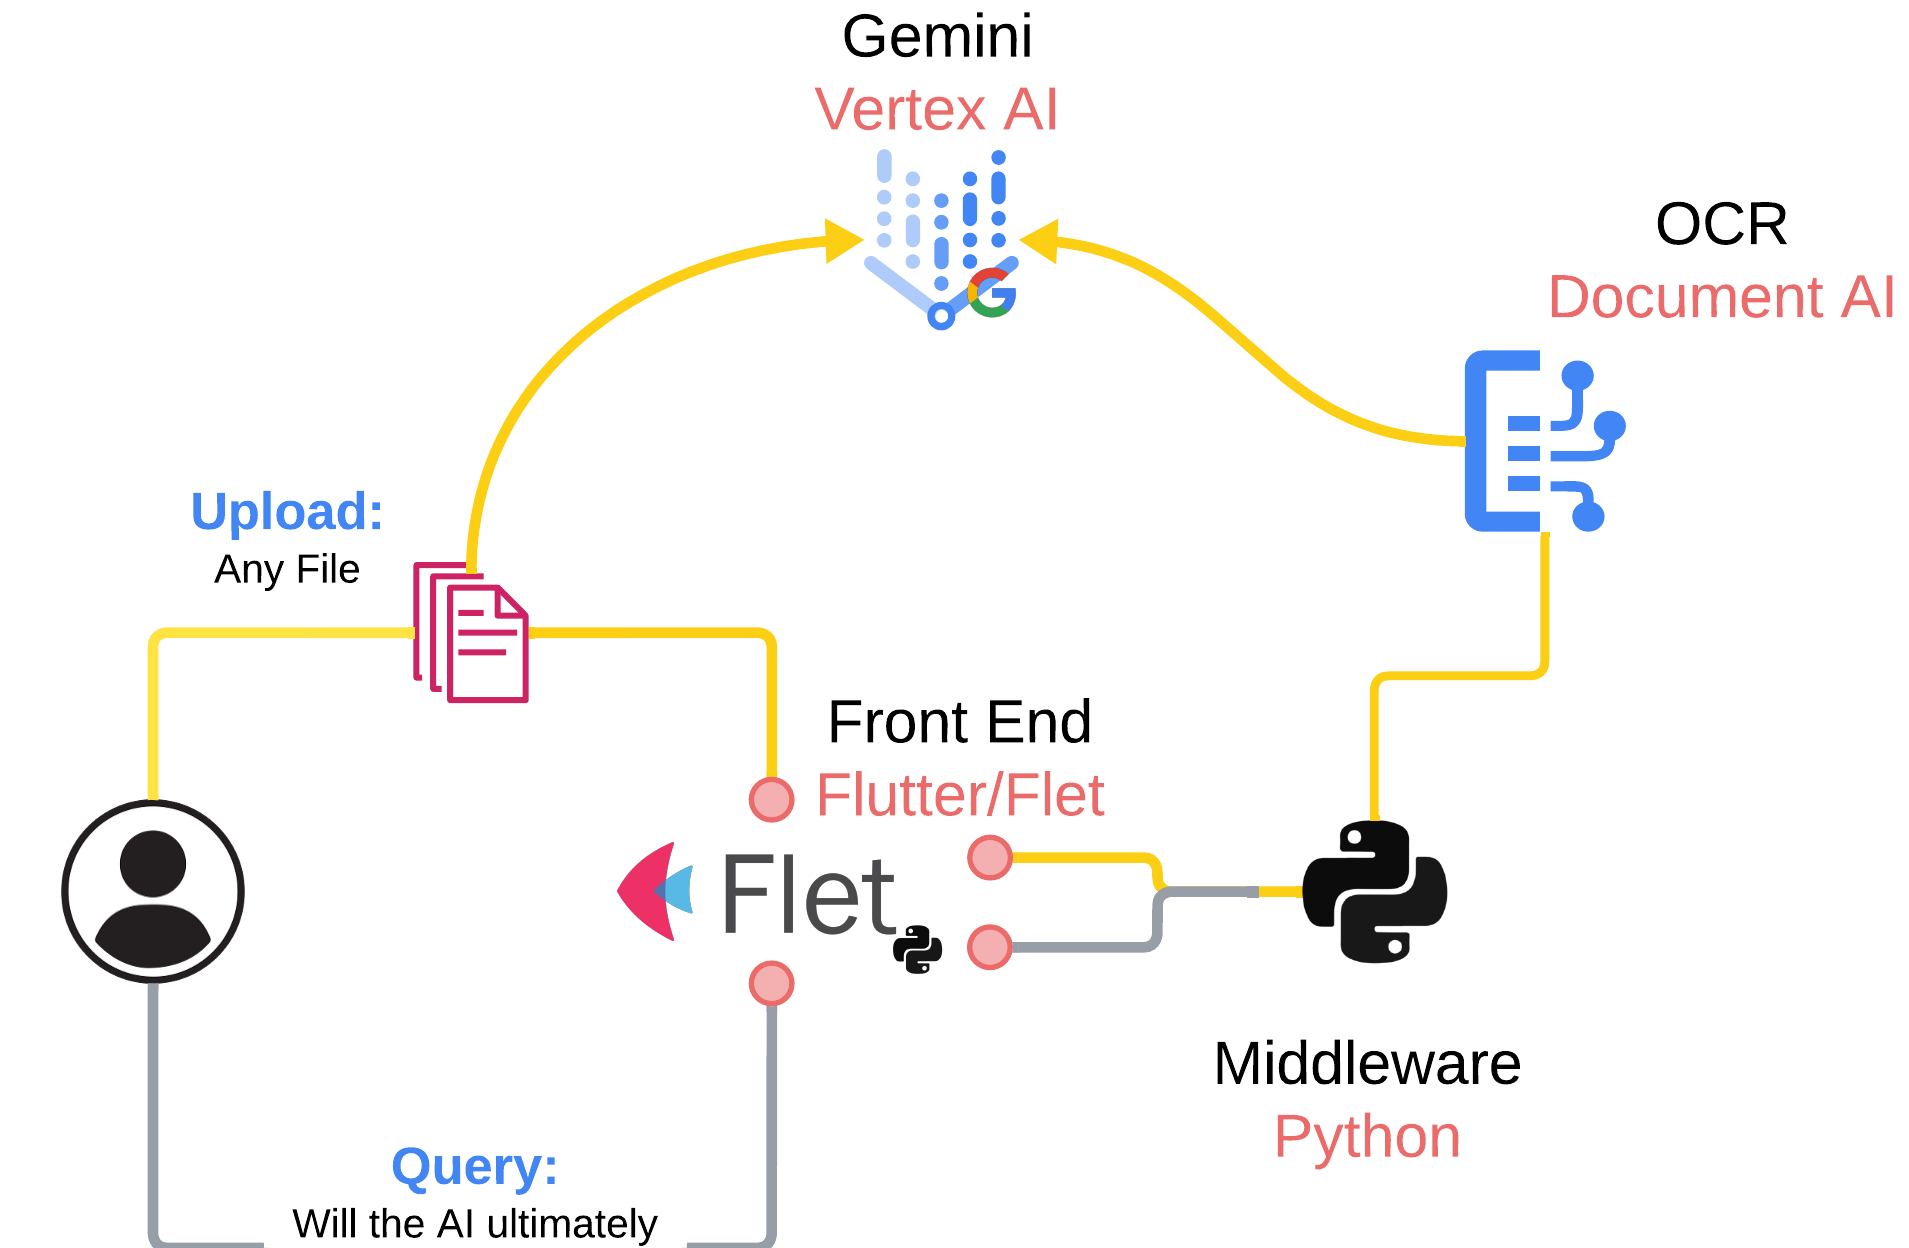 Gemini
Vertex AI
OCR
Document AI
Upload:
Any File
Front End
Flutter/Flet
Flet
Middleware
Python
Query:
Will the AI ultimately